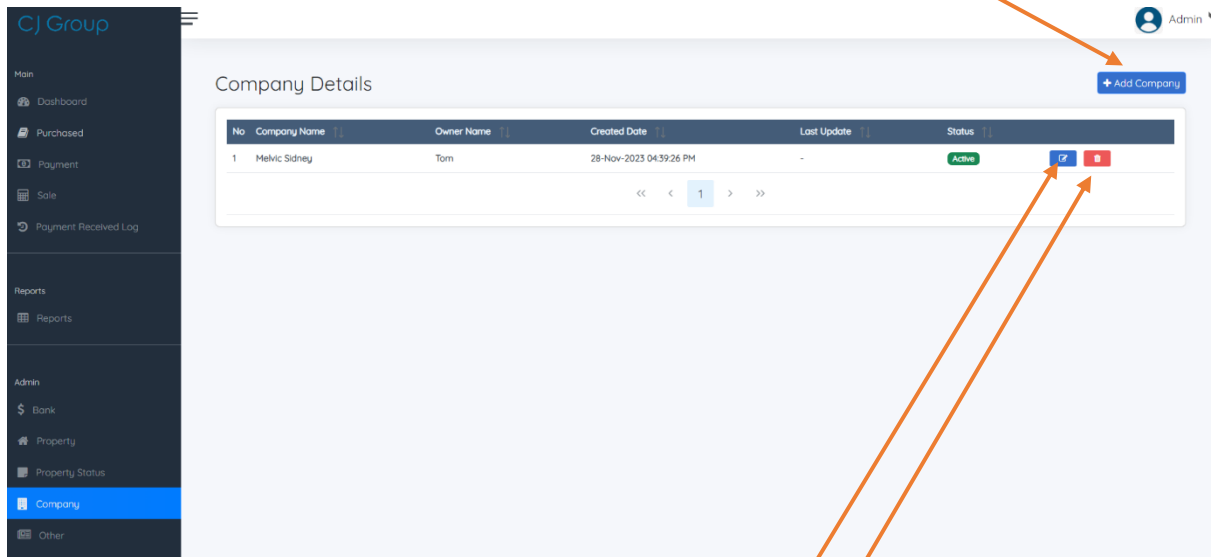 CJ Group
Admin
Main
Dashboard
Purchased
Payment
Sale
Payment Received Log
Reports
Reports
Admin
$ Bank
Property
Property Status
Company
Other
Company Details
+ Add Company
No Company Name Owner Name Created Date Last Update Status
1 Melvic Sidney Tom 28-Nov-2023 04:39:26 PM - Active
<< < 1 > >>